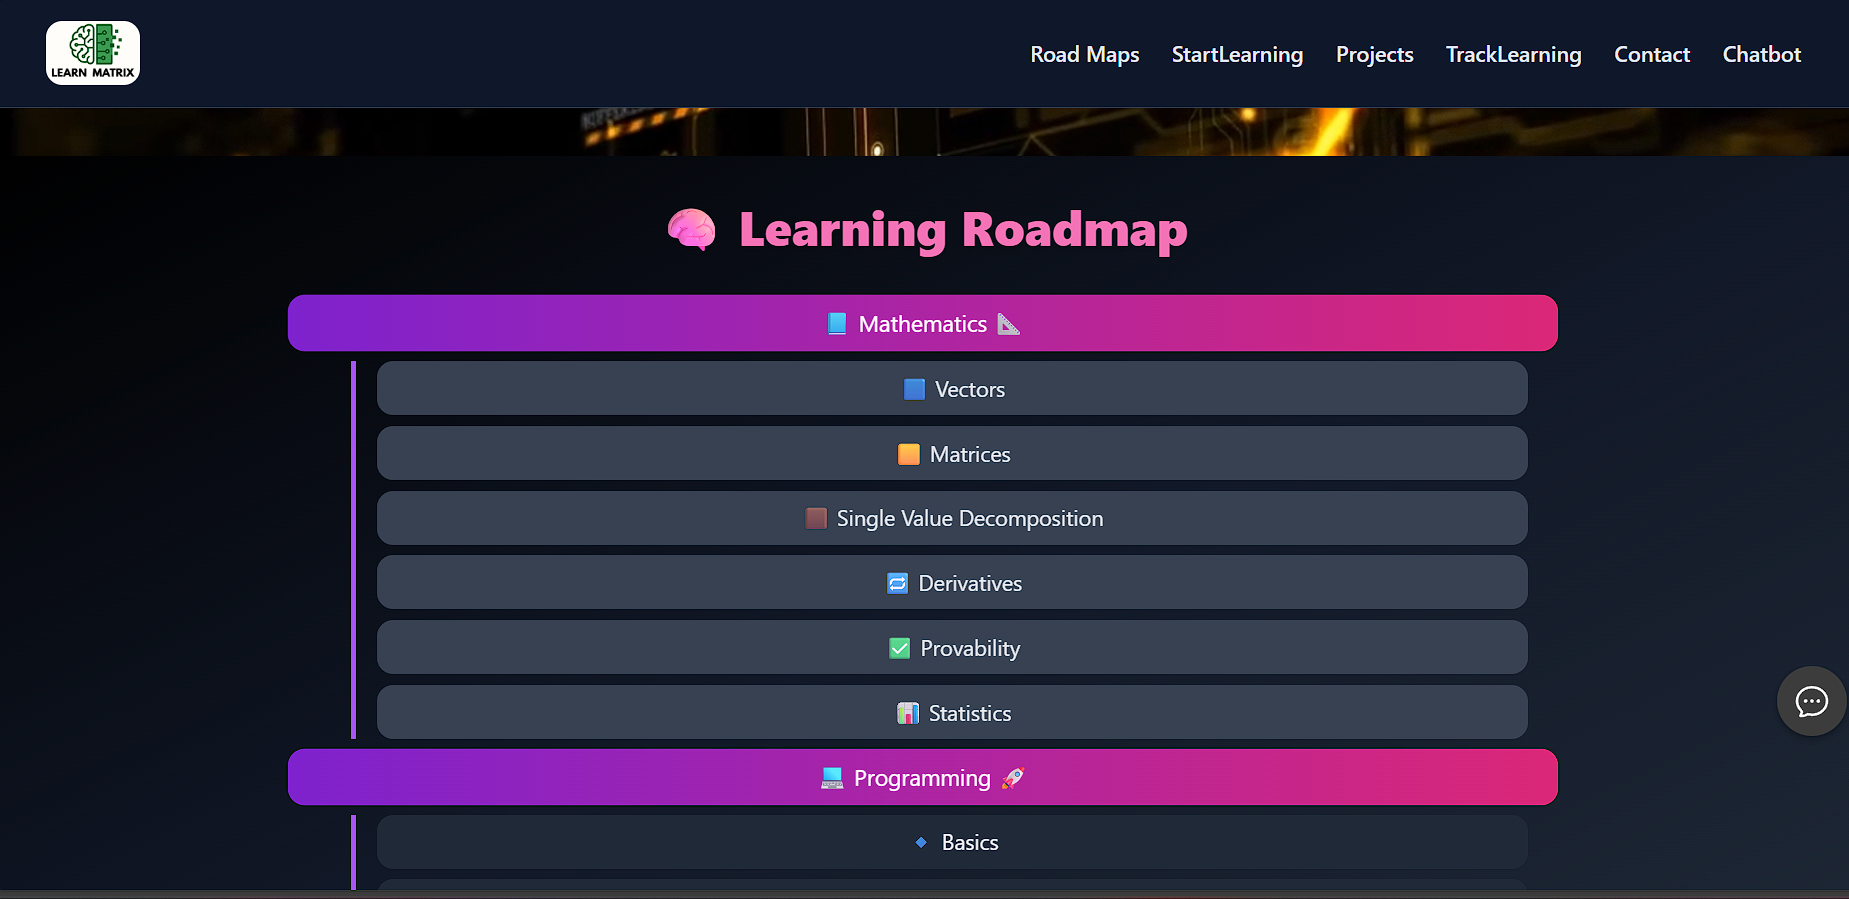 LEARN MATRIX
Road Maps StartLearning Projects TrackLearning Contact Chatbot
Learning Roadmap
Mathematics
Vectors
Matrices
Single Value Decomposition
Derivatives
Provability
Statistics
Programming
Basics